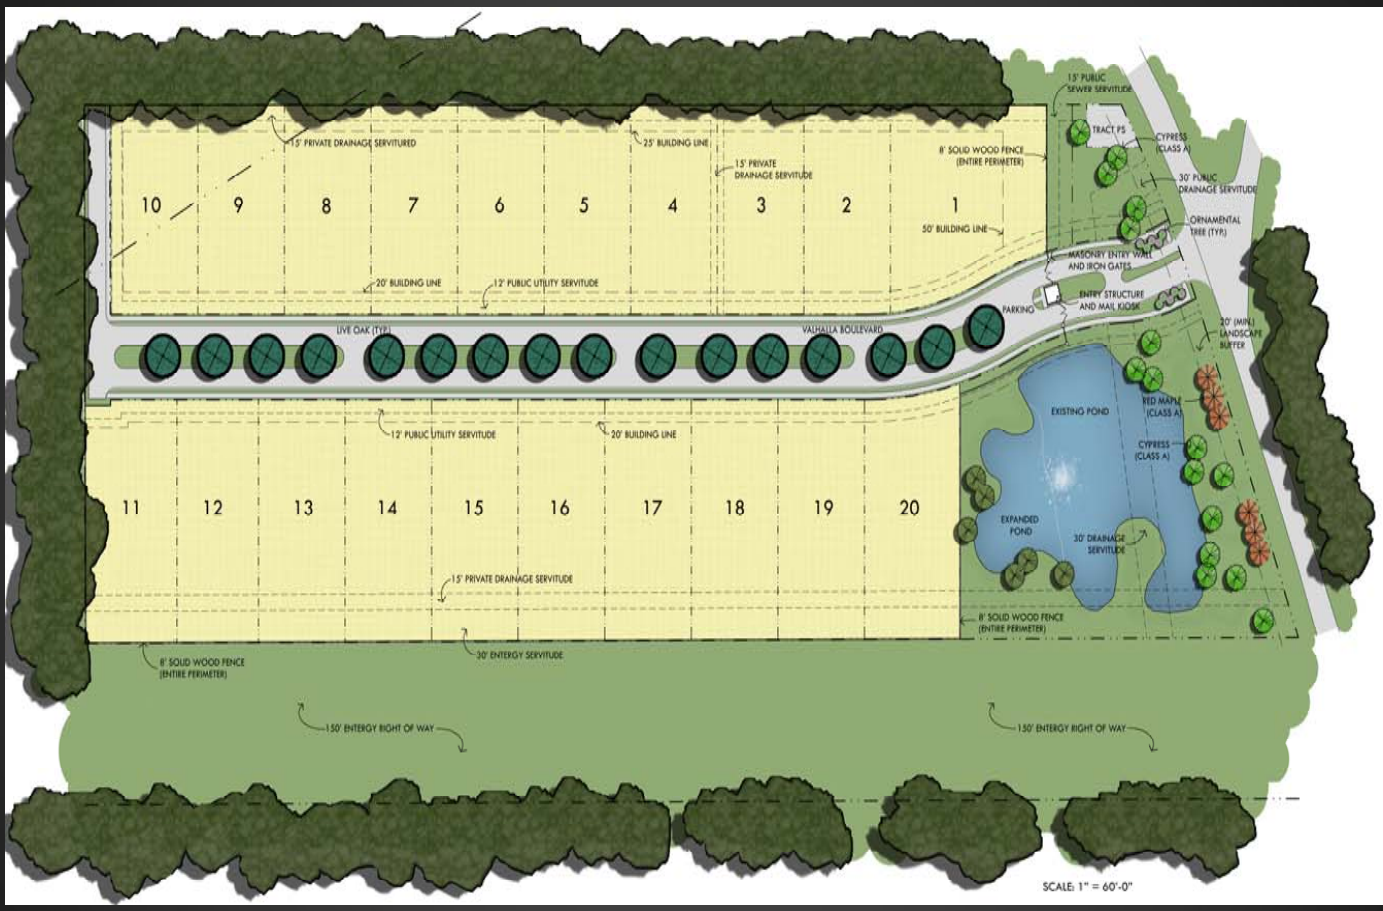 15' PUBLIC
SEWER SERVITUDE
TRACT PS
CYPRESS
(CLASS A)
15' PRIVATE DRAINAGE SERVITURED
25' BUILDING LINE
8' SOLID WOOD FENCE
(ENTIRE PERIMETER)
15' PRIVATE
DRAINAGE SERVITUDE
30' PUBLIC
DRAINAGE SERVITUDE
10
9
8
7
6
5
4
3
2
1
50' BUILDING LINE
ORNAMENTAL
TREE (TYP.)
MASONRY ENTRY WALL
AND IRON GATES
20' BUILDING LINE
12' PUBLIC UTILITY SERVITUDE
ENTRY STRUCTURE
AND MAIL KIOSK
PARKING
LIVE OAK (TYP.)
VALHALLA BOULEVARD
20' (MIN.)
LANDSCAPE
BUFFER
RED MAPLE
(CLASS A)
EXISTING POND
12' PUBLIC UTILITY SERVITUDE
20' BUILDING LINE
CYPRESS
(CLASS A)
11
12
13
14
15
16
17
18
19
20
EXPANDED
POND
30' DRAINAGE
SERVITUDE
15' PRIVATE DRAINAGE SERVITUDE
8' SOLID WOOD FENCE
(ENTIRE PERIMETER)
30' ENTERGY SERVITUDE
8' SOLID WOOD FENCE
(ENTIRE PERIMETER)
150' ENTERGY RIGHT OF WAY
150' ENTERGY RIGHT OF WAY
SCALE: 1" = 60'-0"